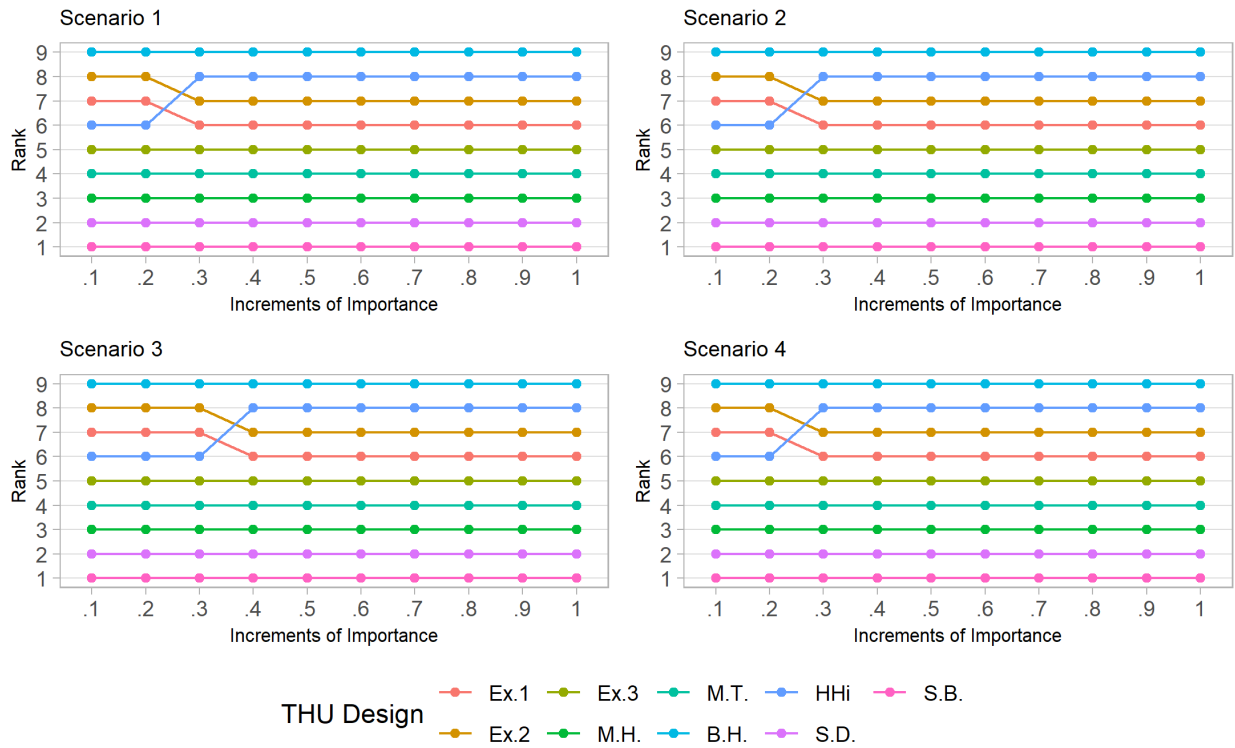 Scenario 1
9
8
7
6
5
4
3
2
1
Rank
.1 .2 .3 .4 .5 .6 .7 .8 .9 1
Increments of Importance
Scenario 2
9
8
7
6
5
4
3
2
1
Rank
.1 .2 .3 .4 .5 .6 .7 .8 .9 1
Increments of Importance
Scenario 3
9
8
7
6
5
4
3
2
1
Rank
.1 .2 .3 .4 .5 .6 .7 .8 .9 1
Increments of Importance
Scenario 4
9
8
7
6
5
4
3
2
1
Rank
.1 .2 .3 .4 .5 .6 .7 .8 .9 1
Increments of Importance
THU Design
Ex.1 Ex.3 M.T. HHi S.B.
Ex.2 M.H. B.H. S.D.